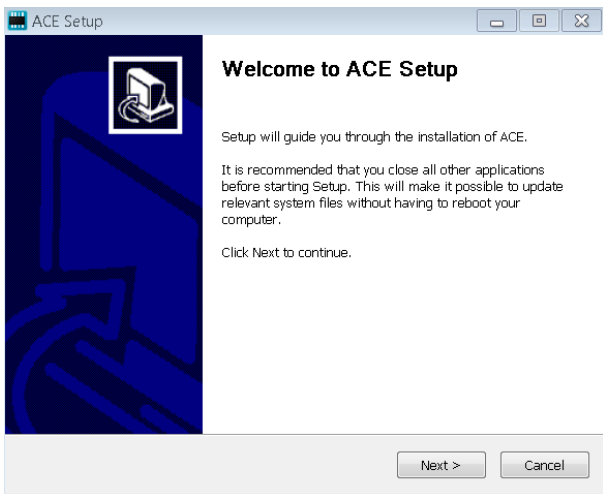 ACE Setup
Welcome to ACE Setup
Setup will guide you through the installation of ACE.
It is recommended that you close all other applications
before starting Setup. This will make it possible to update
relevant system files without having to reboot your
computer.
Click Next to continue.
Next >
Cancel